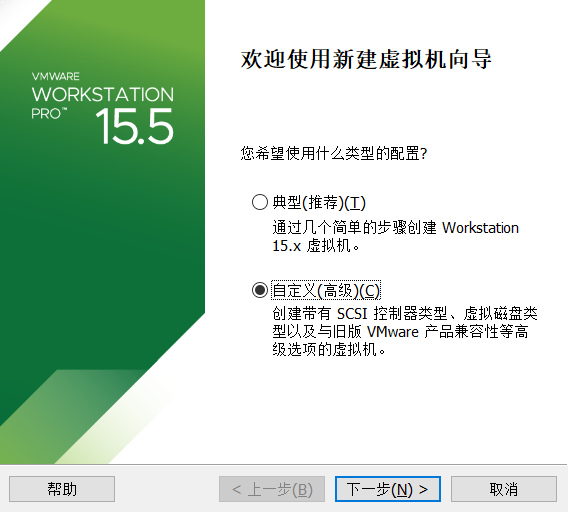 VMWARE
WORKSTATION
PRO™
15.5
欢迎使用新建虚拟机向导
您希望使用什么类型的配置?
典型(推荐)(T)
通过几个简单的步骤创建 Workstation
15.x 虚拟机。
自定义(高级)(C)
创建带有 SCSI 控制器类型、虚拟磁盘类
型以及与旧版 VMware 产品兼容性等高
级选项的虚拟机。
帮助
< 上一步(B)
下一步(N) >
取消